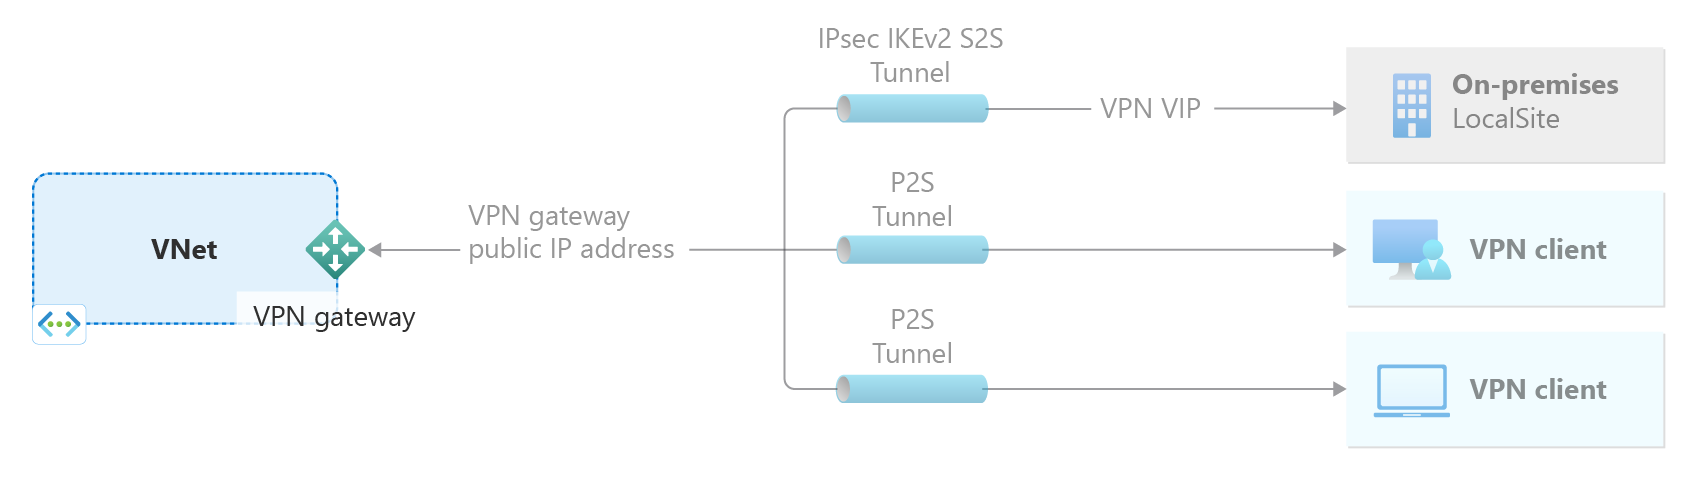 VNet
VPN gateway
VPN gateway
public IP address
IPsec IKEv2 S2S
Tunnel
VPN VIP
On-premises
LocalSite
P2S
Tunnel
VPN client
P2S
Tunnel
VPN client